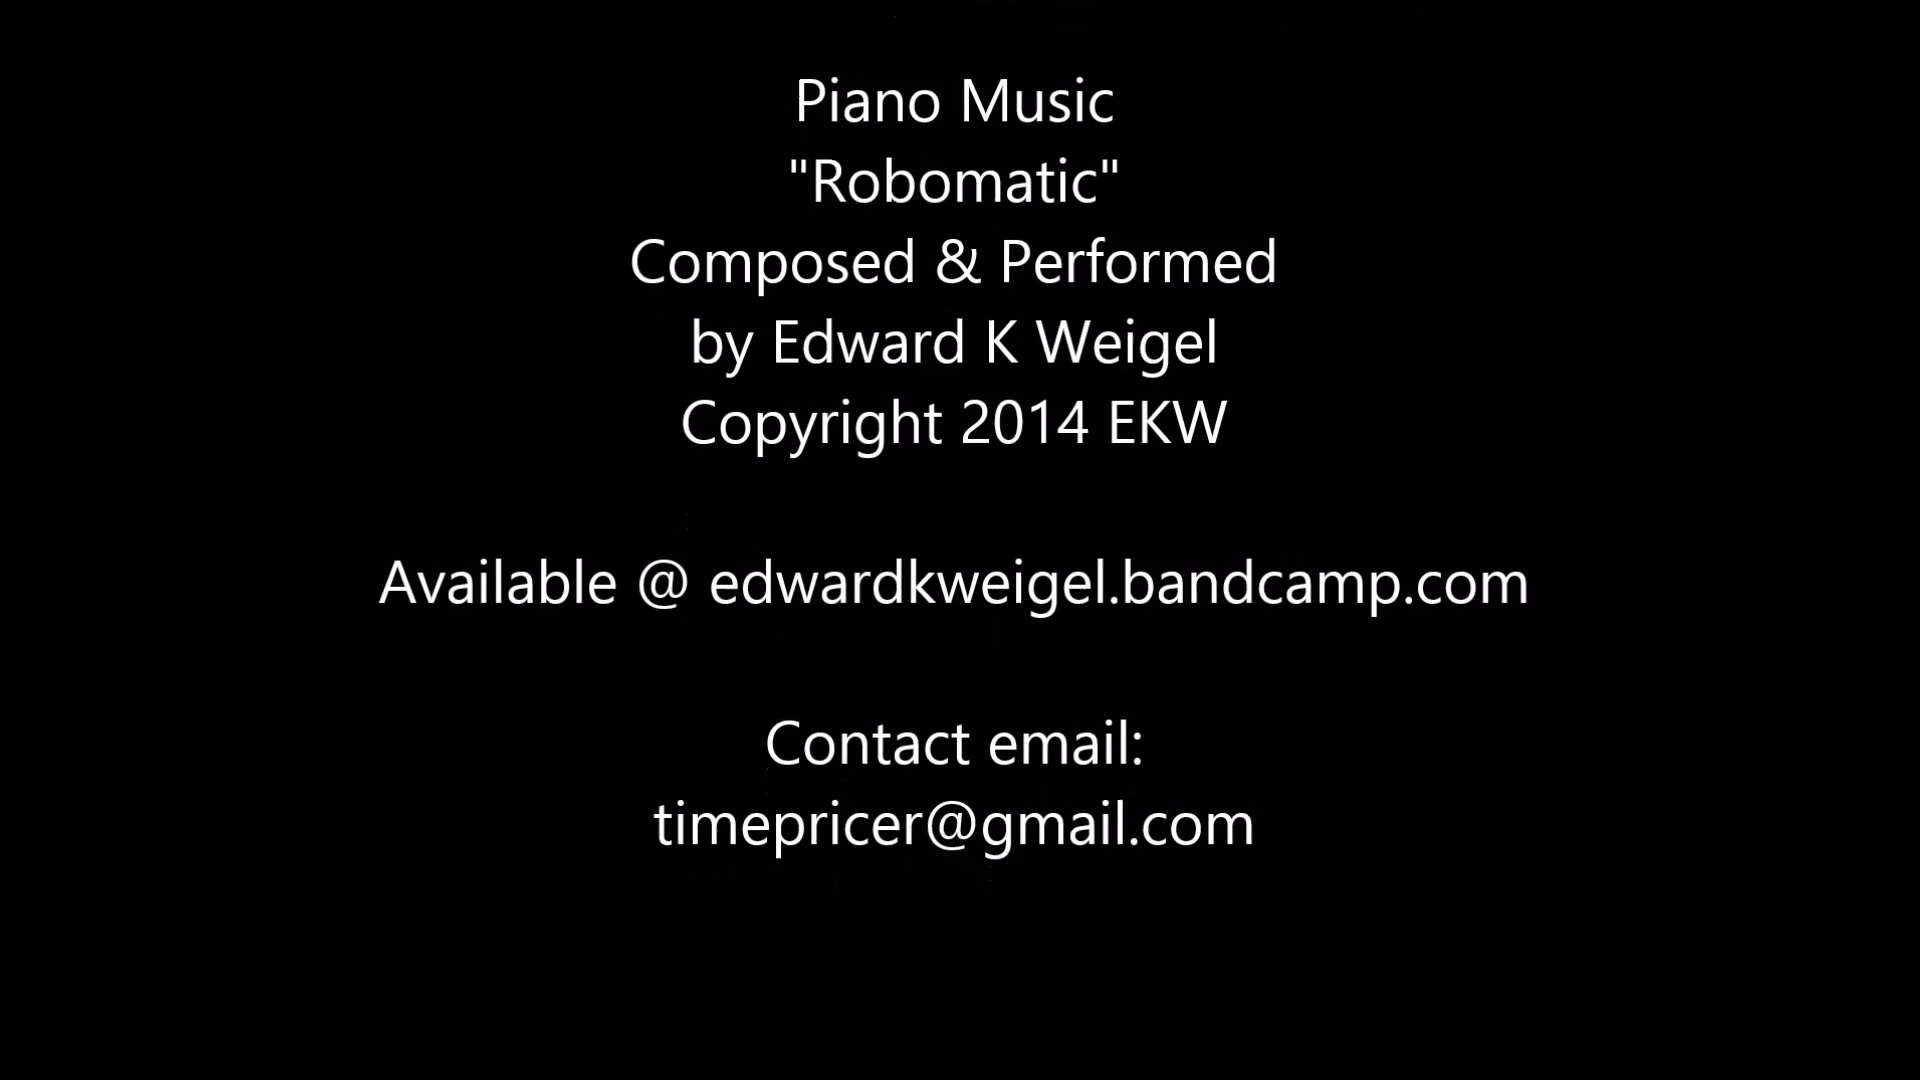 Piano Music
"Robomatic"
Composed & Performed
by Edward K Weigel
Copyright 2014 EKW
Available @ edwardkweigel.bandcamp.com
Contact email:
timepricer@gmail.com